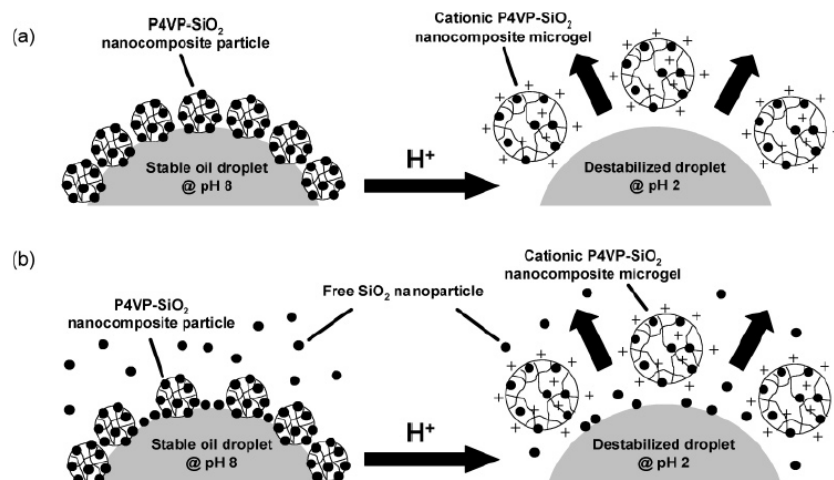 (a)
P4VP-SiO₂
nanocomposite particle
Stable oil droplet
@ pH 8
H⁺
Cationic P4VP-SiO₂
nanocomposite microgel
Destabilized droplet
@ pH 2
(b)
P4VP-SiO₂
nanocomposite particle
Free SiO₂ nanoparticle
Stable oil droplet
@ pH 8
H⁺
Cationic P4VP-SiO₂
nanocomposite microgel
Destabilized droplet
@ pH 2